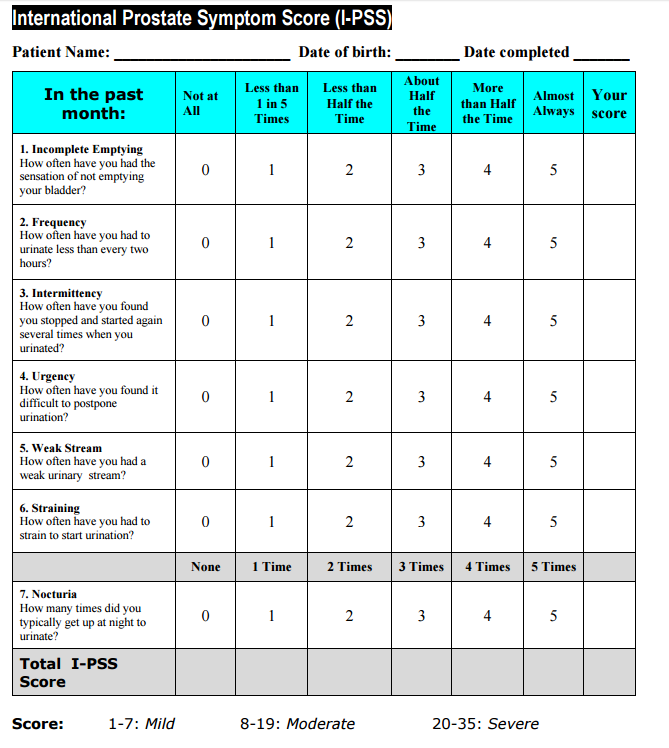 International Prostate Symptom Score (I-PSS)
Patient Name: ____________________ Date of birth: ________ Date completed _______
In the past month: Not at All Less than 1 in 5 Times Less than Half the Time About Half the Time More than Half the Time Almost Always Your score
1. Incomplete Emptying
How often have you had the
sensation of not emptying
your bladder?
0 1 2 3 4 5
2. Frequency
How often have you had to
urinate less than every two
hours?
0 1 2 3 4 5
3. Intermittency
How often have you found
you stopped and started again
several times when you
urinated?
0 1 2 3 4 5
4. Urgency
How often have you found it
difficult to postpone
urination?
0 1 2 3 4 5
5. Weak Stream
How often have you had a
weak urinary stream?
0 1 2 3 4 5
6. Straining
How often have you had to
strain to start urination?
0 1 2 3 4 5
None 1 Time 2 Times 3 Times 4 Times 5 Times
7. Nocturia
How many times did you
typically get up at night to
urinate?
0 1 2 3 4 5
Total I-PSS
Score
Score: 1-7: Mild 8-19: Moderate 20-35: Severe